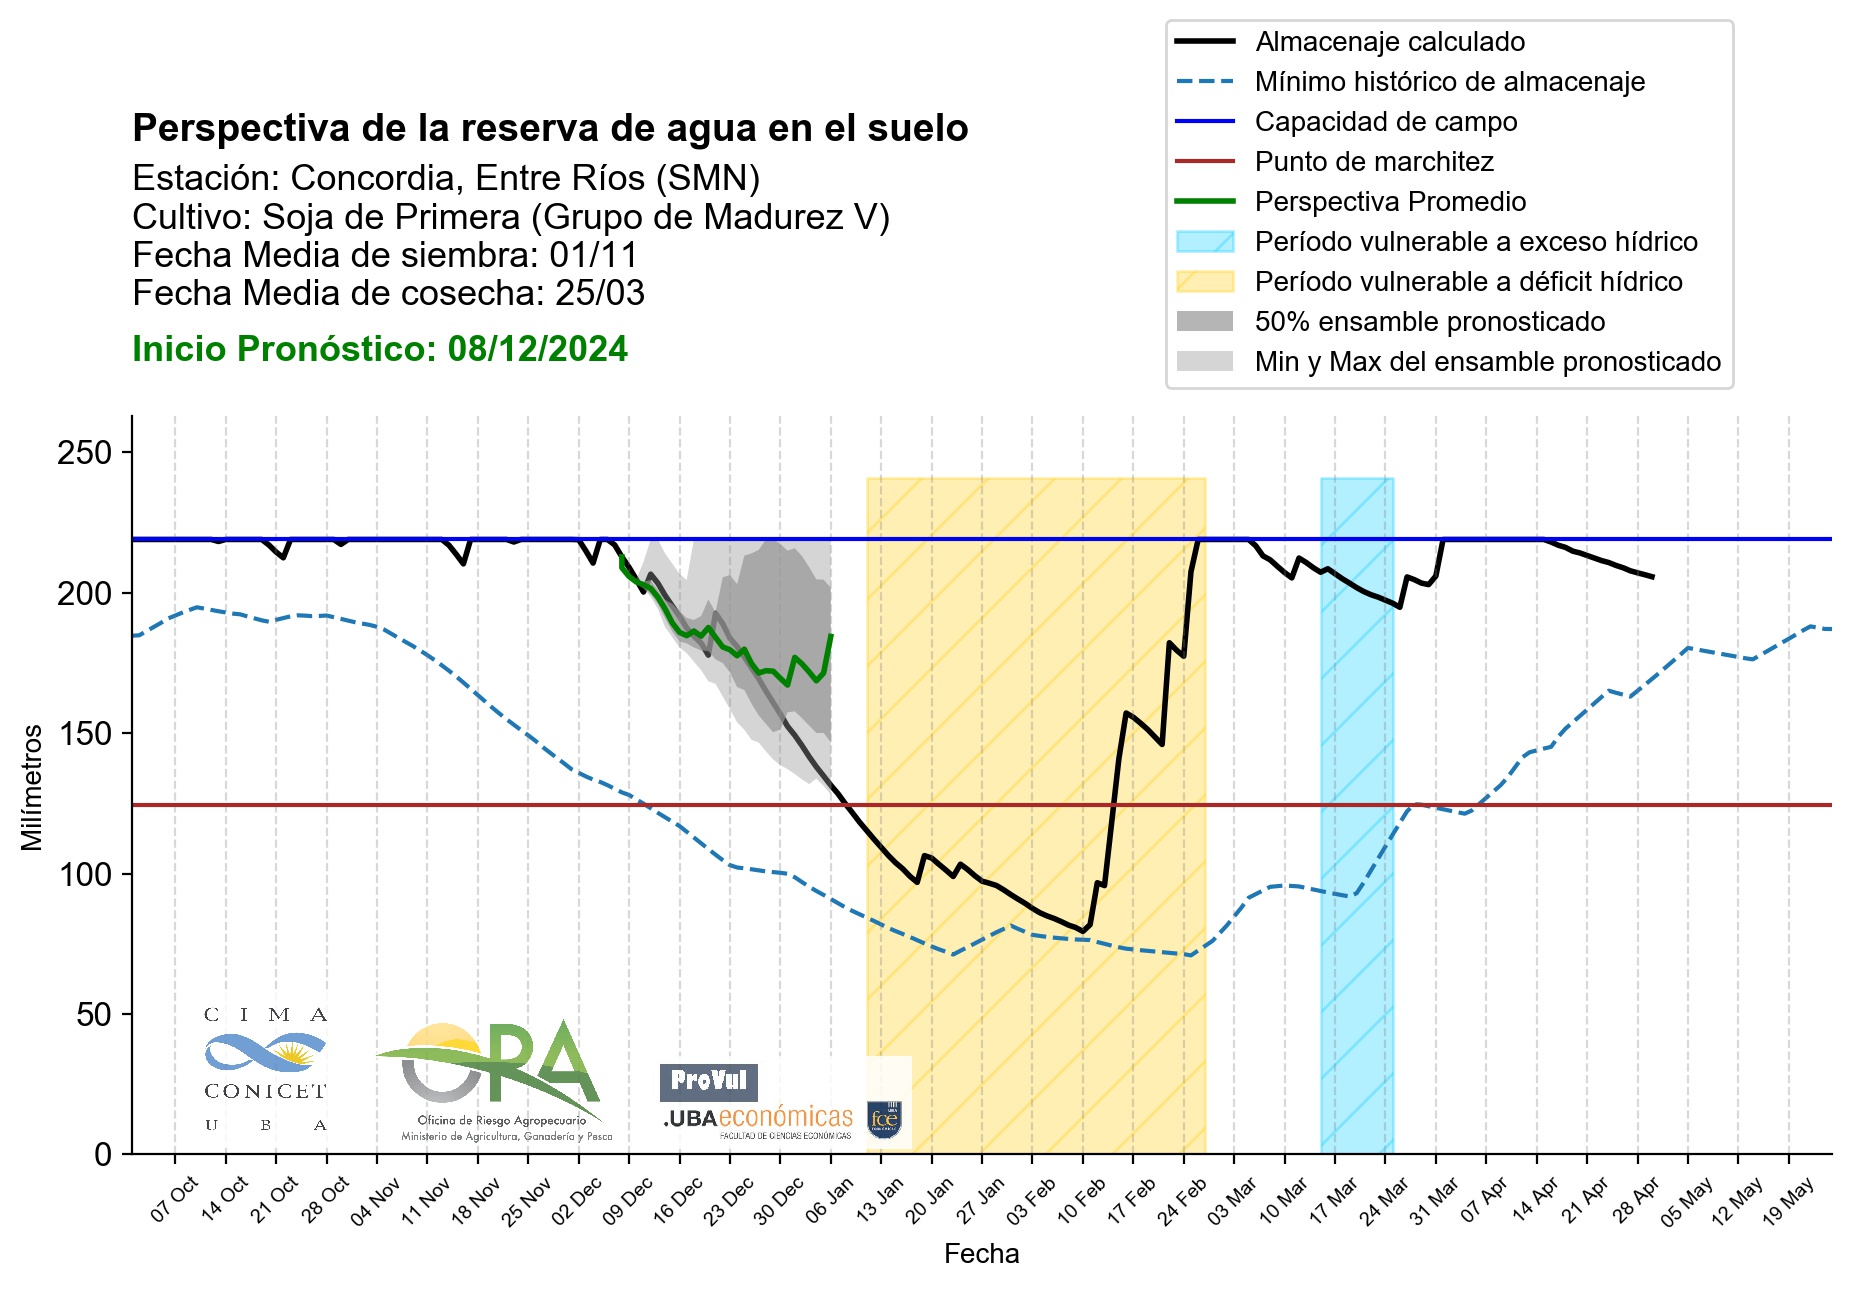 Almacenaje calculado
Mínimo histórico de almacenaje
Capacidad de campo
Punto de marchitez
Perspectiva Promedio
Período vulnerable a exceso hídrico
Período vulnerable a déficit hídrico
50% ensamble pronosticado
Min y Max del ensamble pronosticado
Perspectiva de la reserva de agua en el suelo
Estación: Concordia, Entre Ríos (SMN)
Cultivo: Soja de Primera (Grupo de Madurez V)
Fecha Media de siembra: 01/11
Fecha Media de cosecha: 25/03
Inicio Pronóstico: 08/12/2024
250
200
150
100
50
0
Milímetros
CIMA
CONICET
UBA
OPA
Oficina de Riesgo Agropecuario
Ministerio de Agricultura, Ganadería y Pesca
ProVul
.UBAeconómicas
FACULTAD DE CIENCIAS ECONÓMICAS
UBA
fce
07 Oct
14 Oct
21 Oct
28 Oct
04 Nov
11 Nov
18 Nov
25 Nov
02 Dec
09 Dec
16 Dec
23 Dec
30 Dec
06 Jan
13 Jan
20 Jan
27 Jan
03 Feb
10 Feb
17 Feb
24 Feb
03 Mar
10 Mar
17 Mar
24 Mar
31 Mar
07 Apr
14 Apr
21 Apr
28 Apr
05 May
12 May
19 May
Fecha